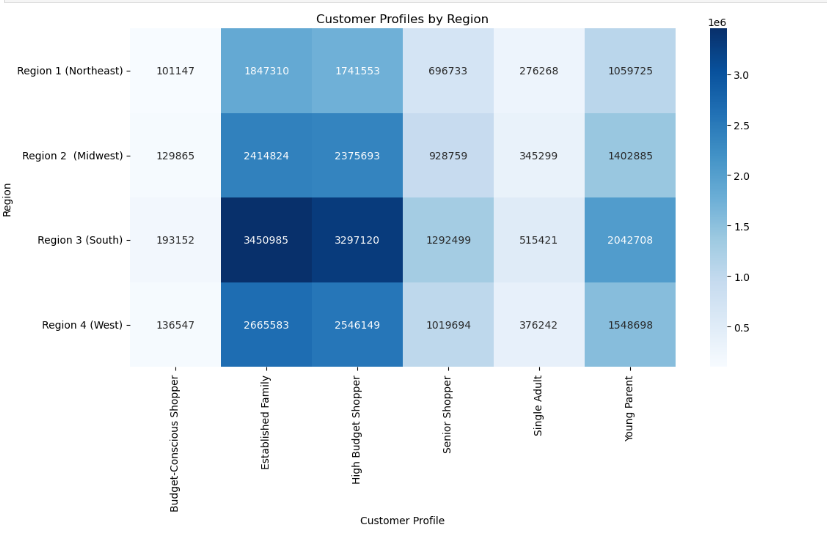 Customer Profiles by Region
1e6
Region 1 (Northeast) 101147 1847310 1741553 696733 276268 1059725
Region 2  (Midwest) 129865 2414824 2375693 928759 345299 1402885
Region 3 (South) 193152 3450985 3297120 1292499 515421 2042708
Region 4 (West) 136547 2665583 2546149 1019694 376242 1548698
Region
3.0
2.5
2.0
1.5
1.0
0.5
Budget-Conscious Shopper
Established Family
High Budget Shopper
Senior Shopper
Single Adult
Young Parent
Customer Profile